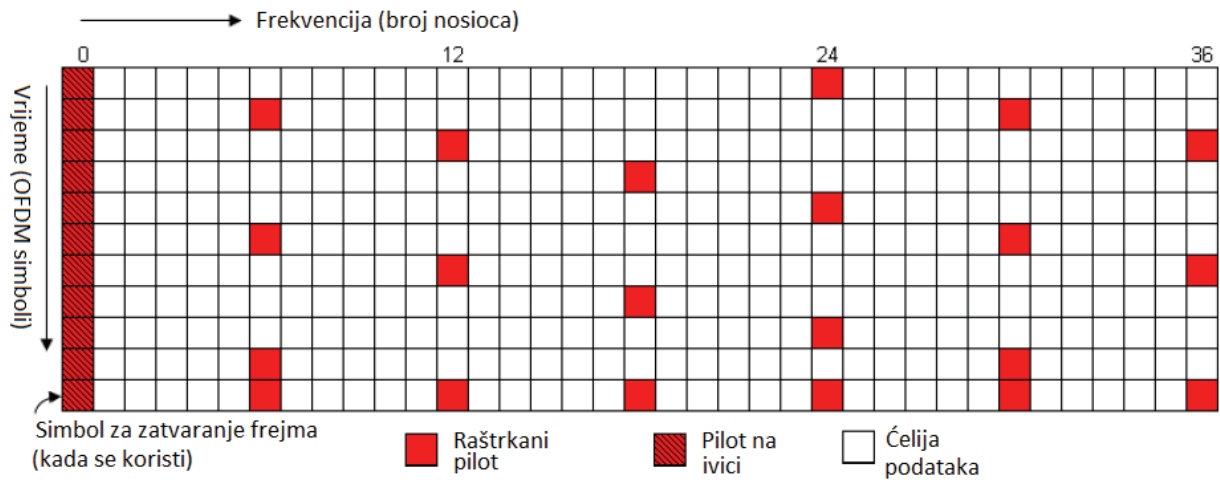 Frekvencija (broj nosioca)
0 12 24 36
Vrijeme (OFDM simboli)
Simbol za zatvaranje frejma
(kada se koristi)
Raštrkani
pilot
Pilot na
ivici
Ćelija
podataka